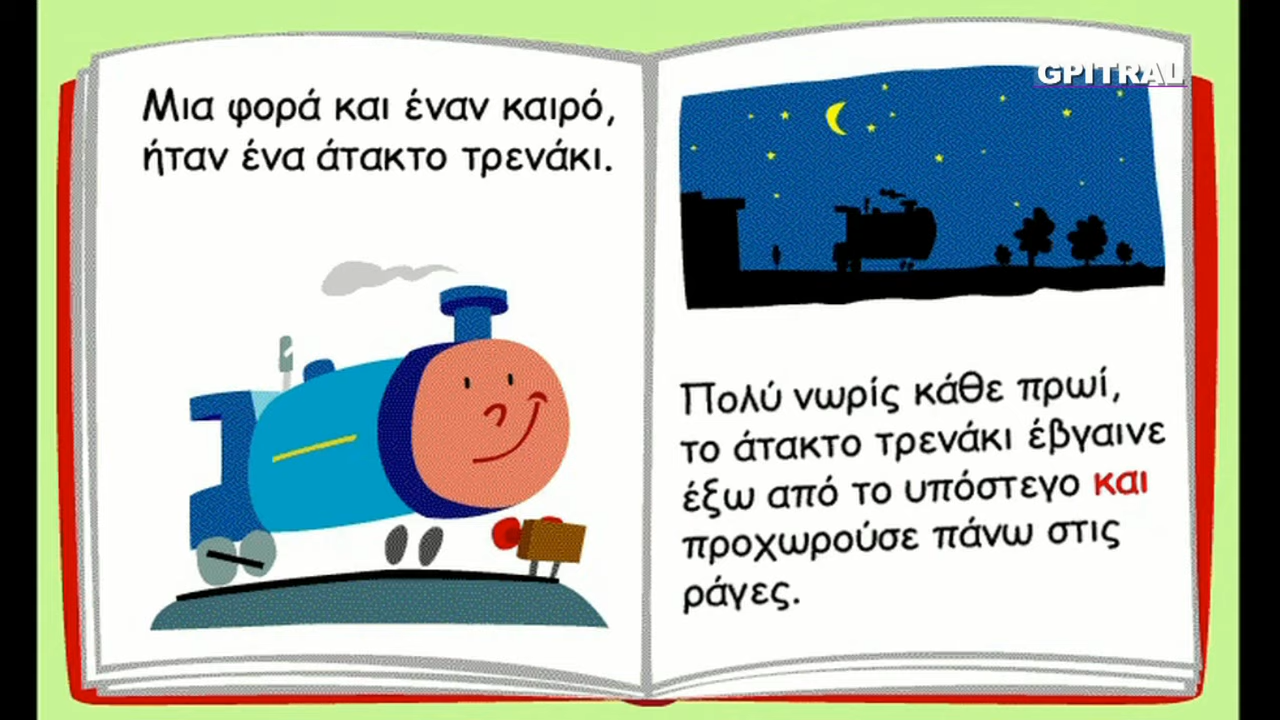 Μια φορά και έναν καιρό,
ήταν ένα άτακτο τρενάκι.
GPITRAL
Πολύ νωρίς κάθε πρωί,
το άτακτο τρενάκι έβγαινε
έξω από το υπόστεγο και
προχωρούσε πάνω στις
ράγες.